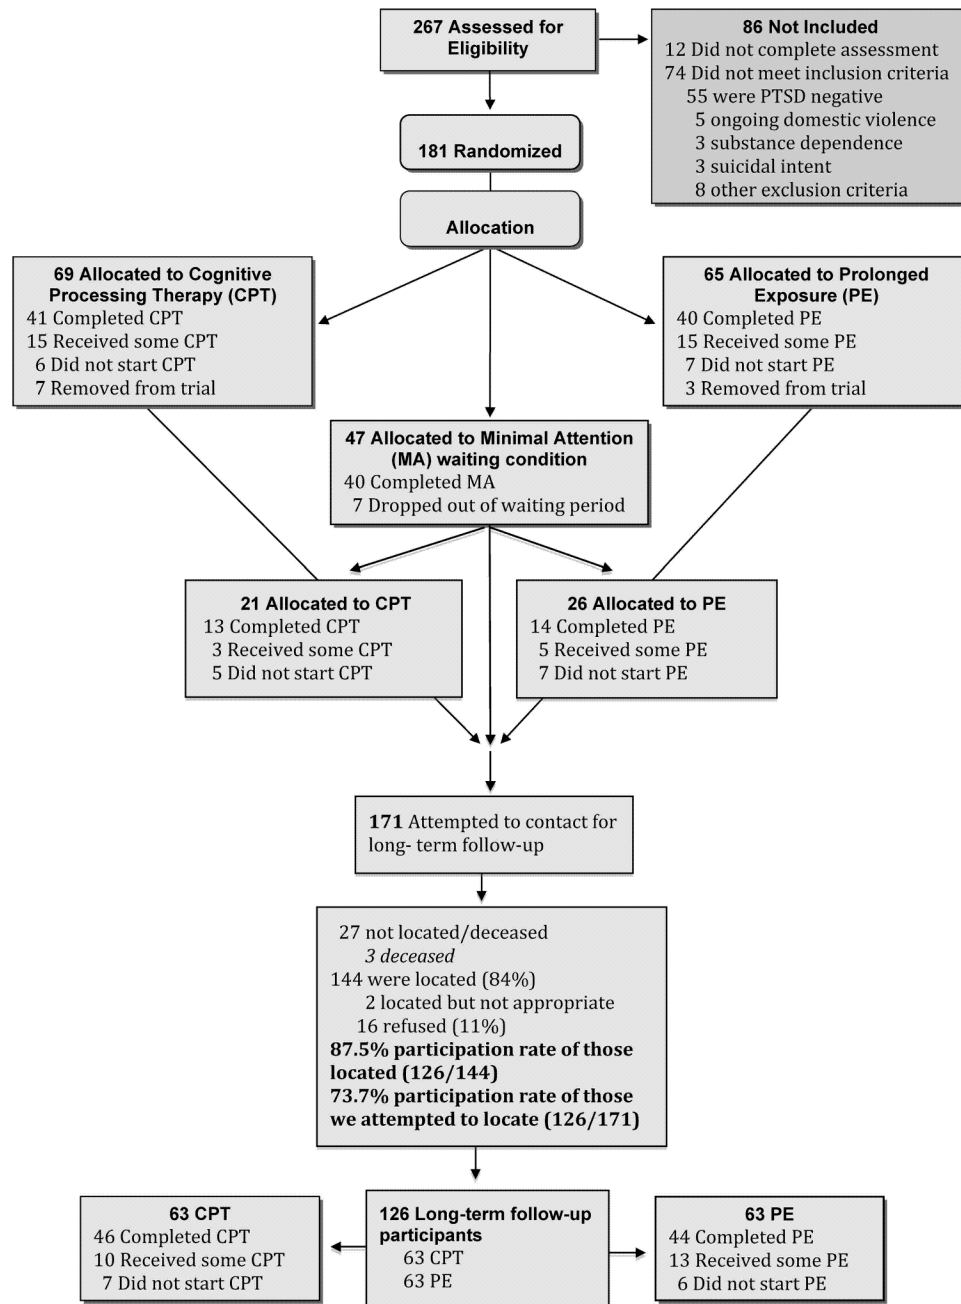 267 Assessed for
Eligibility
86 Not Included
12 Did not complete assessment
74 Did not meet inclusion criteria
55 were PTSD negative
5 ongoing domestic violence
3 substance dependence
3 suicidal intent
8 other exclusion criteria
181 Randomized
Allocation
69 Allocated to Cognitive
Processing Therapy (CPT)
41 Completed CPT
15 Received some CPT
6 Did not start CPT
7 Removed from trial
65 Allocated to Prolonged
Exposure (PE)
40 Completed PE
15 Received some PE
7 Did not start PE
3 Removed from trial
47 Allocated to Minimal Attention
(MA) waiting condition
40 Completed MA
7 Dropped out of waiting period
21 Allocated to CPT
13 Completed CPT
3 Received some CPT
5 Did not start CPT
26 Allocated to PE
14 Completed PE
5 Received some PE
7 Did not start PE
171 Attempted to contact for
long- term follow-up
27 not located/deceased
3 deceased
144 were located (84%)
2 located but not appropriate
16 refused (11%)
87.5% participation rate of those
located (126/144)
73.7% participation rate of those
we attempted to locate (126/171)
63 CPT
46 Completed CPT
10 Received some CPT
7 Did not start CPT
126 Long-term follow-up
participants
63 CPT
63 PE
63 PE
44 Completed PE
13 Received some PE
6 Did not start PE